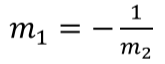 m₁ = −1/m₂